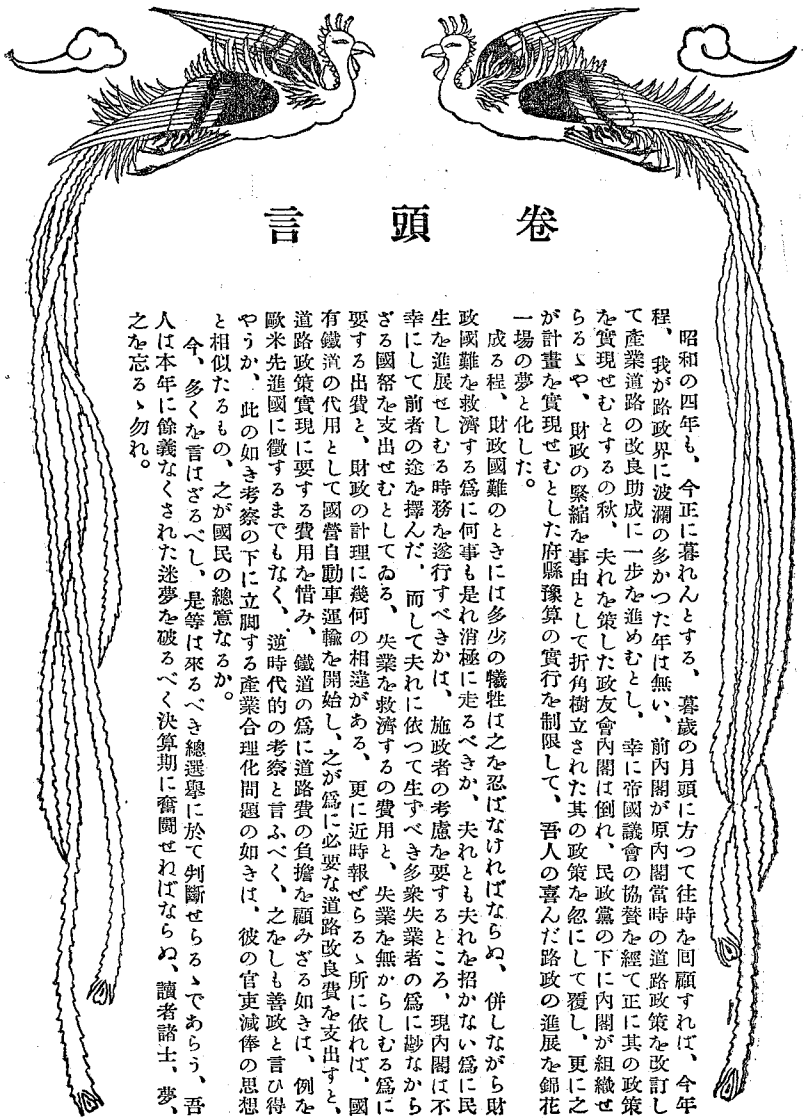 卷頭言
昭和の四年も、今正に暮れんとする、暮歲の月頭に方つて往時を回顧すれば、今年
程、我が路政界に波瀾の多かつた年は無い、前內閣が原內閣當時の道路政策を改訂し
て產業道路の改良助成に一步を進めむとし、幸に帝國議會の協賛を經て正に其の政策
を實現せむとするの秋、夫れを策した政友會內閣は倒れ、民政黨の下に內閣が組織せ
らるゝや、財政の緊縮を事由として折角樹立された其の政策を忽にして覆し、更に之
が計畫を實現せむとした府縣豫算の實行を制限して、吾人の喜んだ路政の進展を錦花
一場の夢と化した。
成る程、財政國難のときには多少の犧牲は之を忍ばなければならぬ、併しながら財
政國難を救濟する爲に何事も是れ消極に走るべきか、夫れとも夫れを招かない爲に民
生を進展せしむる時務を遂行すべきかは、施政者の考慮を要するところ、現內閣は不
幸にして前者の途を擇んだ、而して夫れに依つて生ずべき多衆失業者の爲に尠なから
ざる國帑を支出せむとしてゐる、失業を救濟するの費用と、失業を無からしむる爲に
要する出費と、財政の計理に幾何の相違がある、更に近時報ぜらるゝ所に依れば、國
有鐵道の代用として國營自動車運輸を開始し、之が爲に必要な道路改良費を支出すと、
道路政策實現に要する費用を惜み、鐵道の爲に道路費の負擔を顧みざる如きは、例を
歐米先進國に徵するまでもなく、逆時代的の考察と言ふべく、之をしも善政と言ひ得
やうか、此の如き考察の下に立脚する產業合理化問題の如きは、彼の官吏減俸の思想
と相似たるもの、之が國民の總意なるか。
今、多くを言はざるべし、是等は來るべき總選擧に於て判斷せらるゝであらう、吾
人は本年に餘義なくされた迷夢を破るべく決算期に奮鬪せねばならぬ、讀者諸士、夢、
之を忘るゝ勿れ。